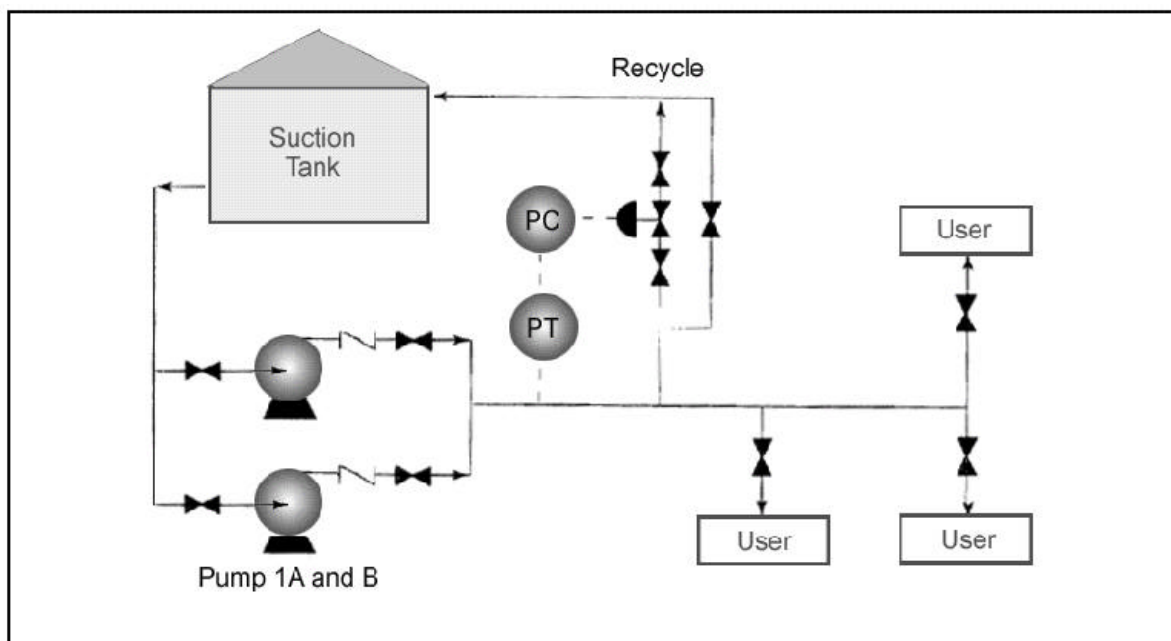 Recycle
Suction
Tank
PC
PT
User
User
User
Pump 1A and B